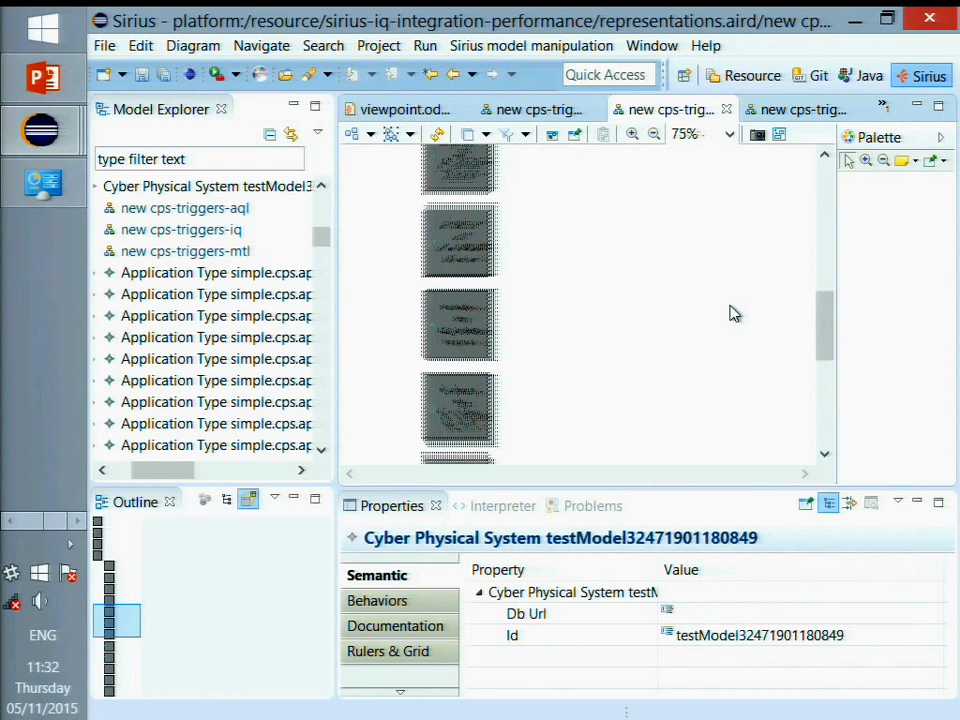 Sirius - platform:/resource/sirius-iq-integration-performance/representations.aird/new cp...
File Edit Diagram Navigate Search Project Run Sirius model manipulation Window Help
Quick Access
Resource
Git
Java
Sirius
Model Explorer
viewpoint.od...
new cps-trig...
new cps-trig...
new cps-trig...
75%
Palette
type filter text
Cyber Physical System testModel3
new cps-triggers-aql
new cps-triggers-iq
new cps-triggers-mtl
Application Type simple.cps.ap
Application Type simple.cps.ap
Application Type simple.cps.ap
Application Type simple.cps.ap
Application Type simple.cps.ap
Application Type simple.cps.ap
Application Type simple.cps.ap
Application Type simple.cps.ap
Application Type simple.cps.ap
Outline
Properties
Interpreter
Problems
Cyber Physical System testModel32471901180849
Semantic
Behaviors
Documentation
Rulers & Grid
Property Value
Cyber Physical System testM
Db Url
Id testModel32471901180849
ENG
11:32
Thursday
05/11/2015